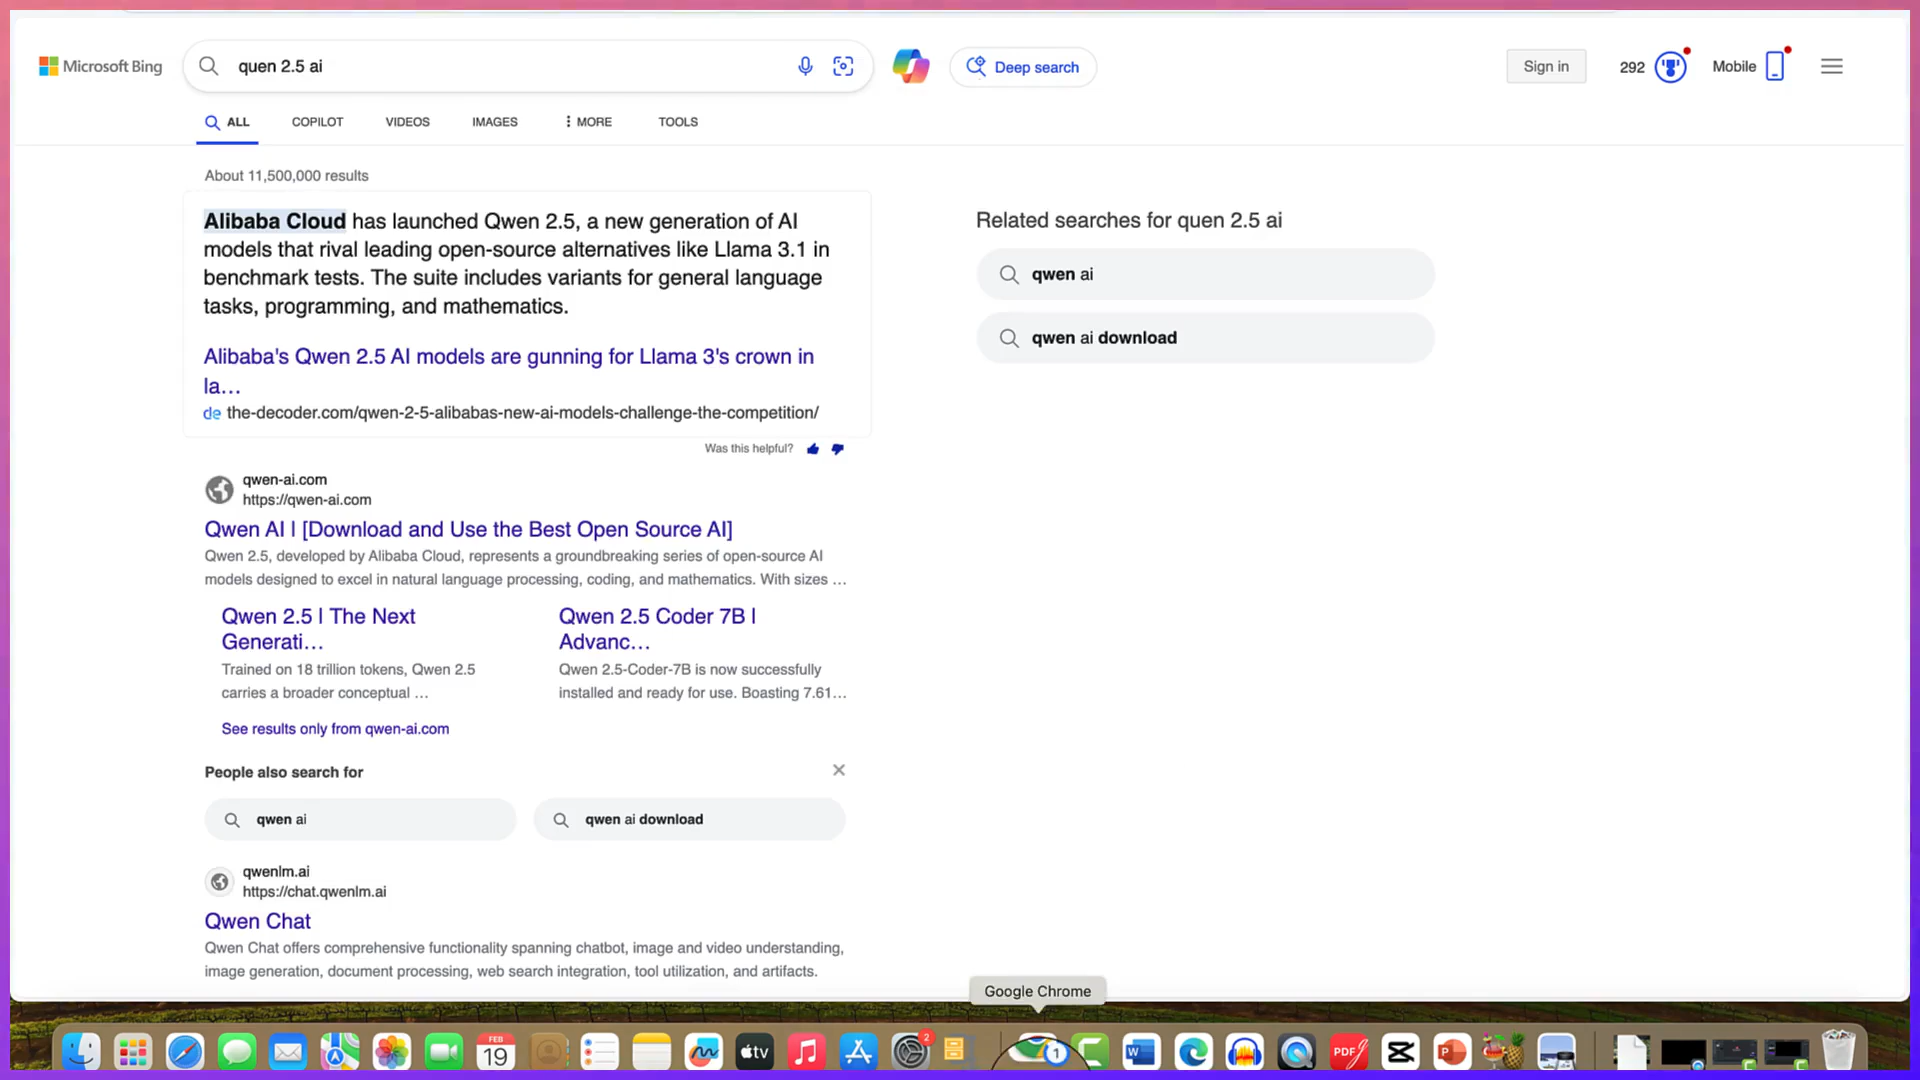 Microsoft Bing
quen 2.5 ai
Deep search
Sign in
292
Mobile
ALL
COPILOT
VIDEOS
IMAGES
MORE
TOOLS
About 11,500,000 results
Alibaba Cloud has launched Qwen 2.5, a new generation of AI
models that rival leading open-source alternatives like Llama 3.1 in
benchmark tests. The suite includes variants for general language
tasks, programming, and mathematics.
Alibaba's Qwen 2.5 AI models are gunning for Llama 3's crown in
la...
de the-decoder.com/qwen-2-5-alibabas-new-ai-models-challenge-the-competition/
Was this helpful?
Related searches for quen 2.5 ai
qwen ai
qwen ai download
qwen-ai.com
https://qwen-ai.com
Qwen AI | [Download and Use the Best Open Source AI]
Qwen 2.5, developed by Alibaba Cloud, represents a groundbreaking series of open-source AI
models designed to excel in natural language processing, coding, and mathematics. With sizes ...
Qwen 2.5 | The Next
Generati...
Trained on 18 trillion tokens, Qwen 2.5
carries a broader conceptual ...
Qwen 2.5 Coder 7B |
Advanc...
Qwen 2.5-Coder-7B is now successfully
installed and ready for use. Boasting 7.61...
See results only from qwen-ai.com
People also search for
qwen ai
qwen ai download
qwenlm.ai
https://chat.qwenlm.ai
Qwen Chat
Qwen Chat offers comprehensive functionality spanning chatbot, image and video understanding,
image generation, document processing, web search integration, tool utilization, and artifacts.
Google Chrome
FEB
19
tv
2
1
W
PDF
P